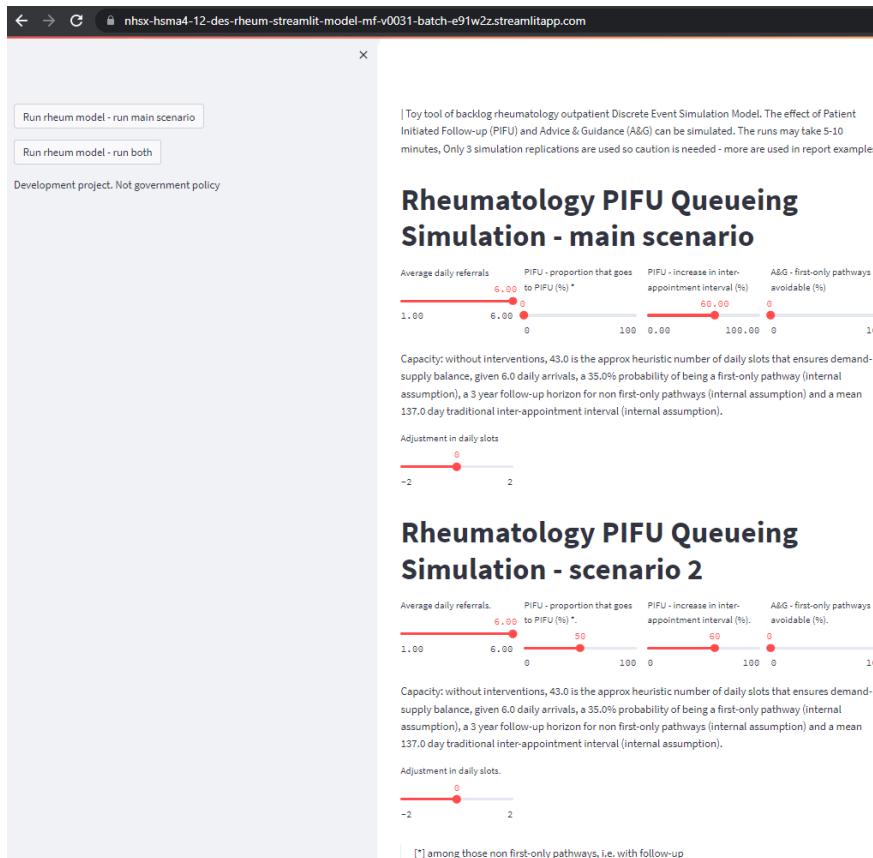 nhsx-hsma4-12-des-rheum-streamlit-model-mf-v0031-batch-e91w2z.streamlitapp.com
×
Run rheum model - run main scenario
Run rheum model - run both
Development project. Not government policy
| Toy tool of backlog rheumatology outpatient Discrete Event Simulation Model. The effect of Patient
Initiated Follow-up (PIFU) and Advice & Guidance (A&G) can be simulated. The runs may take 5-10
minutes, Only 3 simulation replications are used so caution is needed - more are used in report examples
Rheumatology PIFU Queueing
Simulation - main scenario
Average daily referrals
6.00
1.00 6.00
PIFU - proportion that goes
to PIFU (%) *
0
0 100
PIFU - increase in inter-
appointment interval (%)
60.00
0.00 100.00
A&G - first-only pathways
avoidable (%)
0
0
Capacity: without interventions, 43.0 is the approx heuristic number of daily slots that ensures demand-
supply balance, given 6.0 daily arrivals, a 35.0% probability of being a first-only pathway (internal
assumption), a 3 year follow-up horizon for non first-only pathways (internal assumption) and a mean
137.0 day traditional inter-appointment interval (internal assumption).
Adjustment in daily slots
0
-2 2
Rheumatology PIFU Queueing
Simulation - scenario 2
Average daily referrals.
6.00
1.00 6.00
PIFU - proportion that goes
to PIFU (%) *.
50
0 100
PIFU - increase in inter-
appointment interval (%).
60
0 100
A&G - first-only pathways
avoidable (%).
0
0
Capacity: without interventions, 43.0 is the approx heuristic number of daily slots that ensures demand-
supply balance, given 6.0 daily arrivals, a 35.0% probability of being a first-only pathway (internal
assumption), a 3 year follow-up horizon for non first-only pathways (internal assumption) and a mean
137.0 day traditional inter-appointment interval (internal assumption).
Adjustment in daily slots.
0
-2 2
[*] among those non first-only pathways, i.e. with follow-up